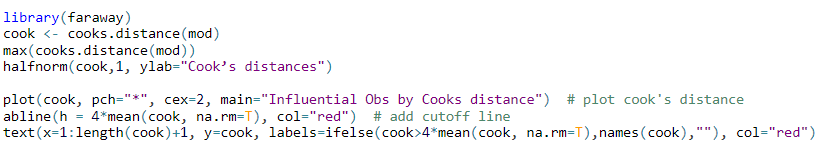 library(faraway)
cook <- cooks.distance(mod)
max(cooks.distance(mod))
halfnorm(cook,1, ylab="Cook’s distances")
plot(cook, pch="*", cex=2, main="Influential Obs by Cooks distance")  # plot cook's distance
abline(h = 4*mean(cook, na.rm=T), col="red")  # add cutoff line
text(x=1:length(cook)+1, y=cook, labels=ifelse(cook>4*mean(cook, na.rm=T),names(cook),""), col="red")